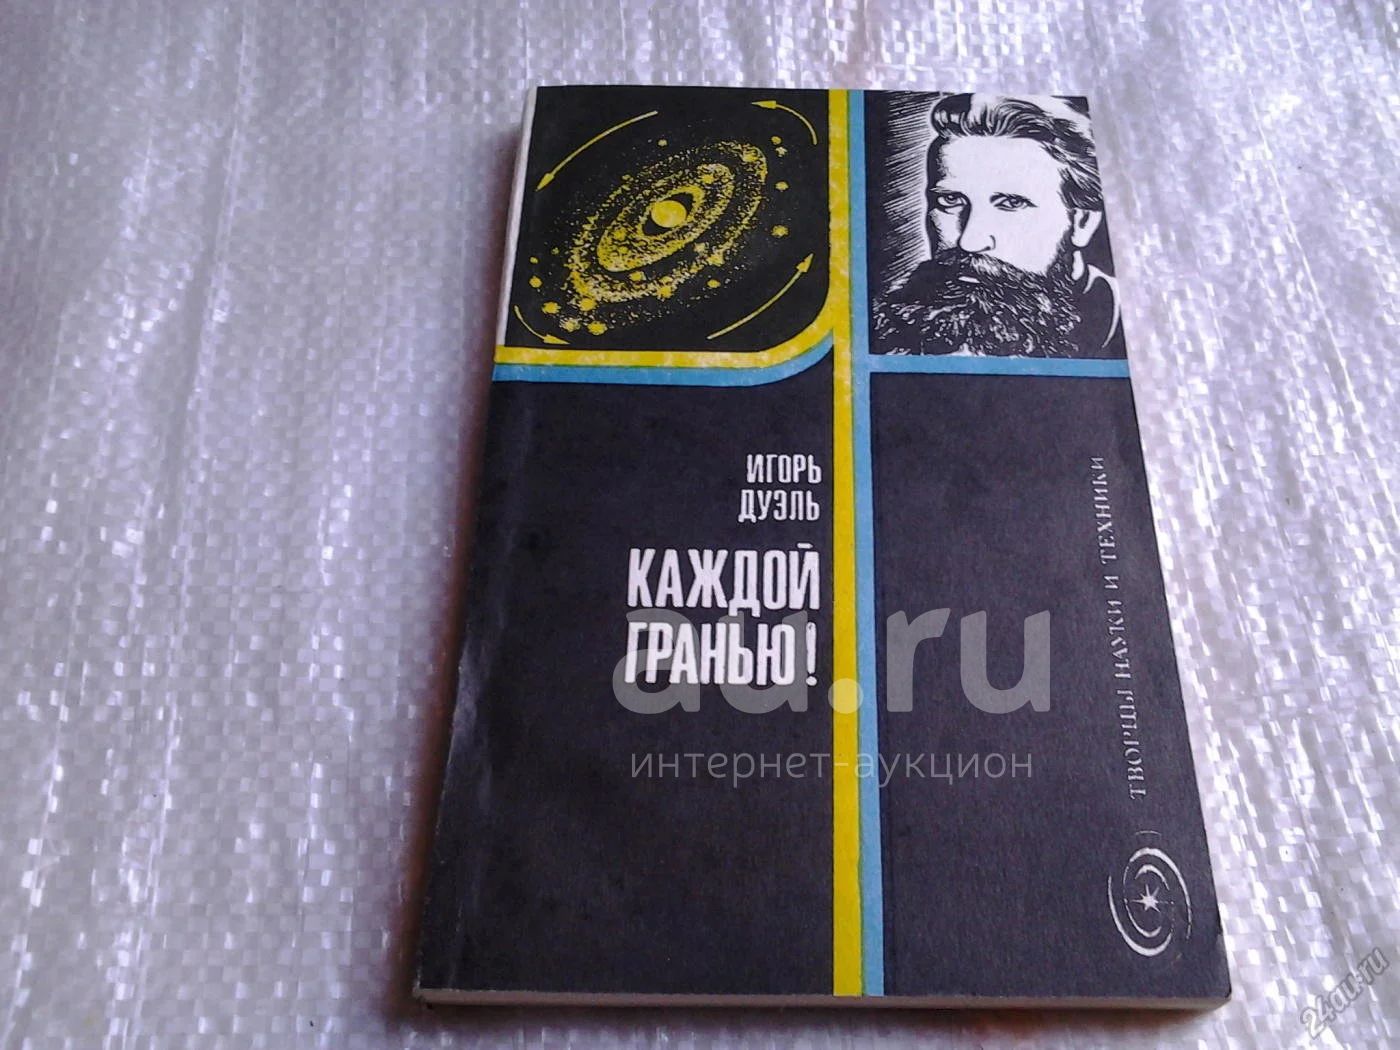 ИГОРЬ
ДУЭЛЬ
КАЖДОЙ
ГРАНЬЮ!
ТВОРЦЫ НАУКИ И ТЕХНИКИ
au.ru
интернет-аукцион
24au.ru